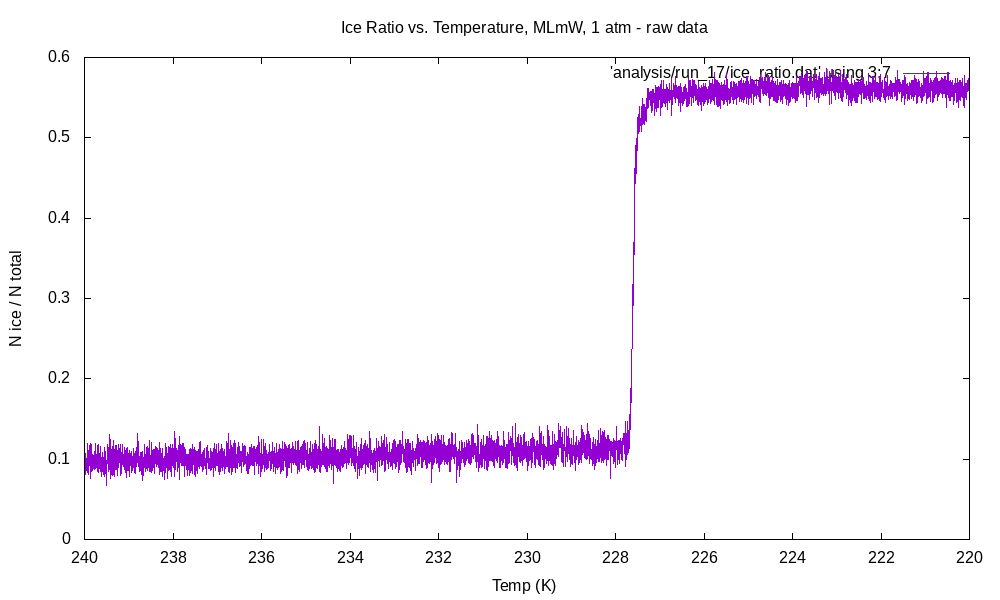 Ice Ratio vs. Temperature, MLmW, 1 atm - raw data
'analysis/run_17/ice_ratio.dat' using 3:7
0.6
0.5
0.4
0.3
0.2
0.1
0
N ice / N total
240 238 236 234 232 230 228 226 224 222 220
Temp (K)